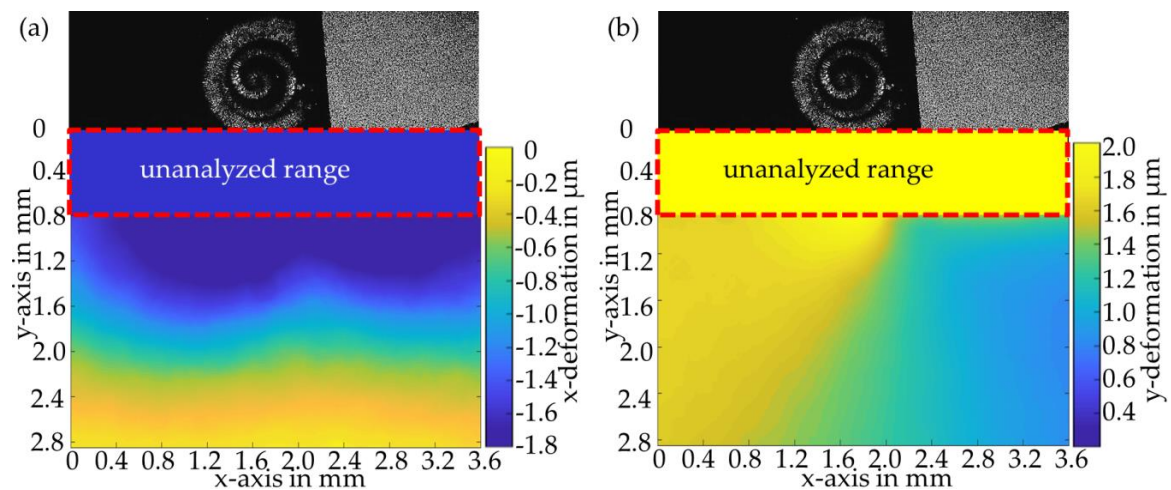 (a)
0
0.4
0.8
1.2
1.6
2.0
2.4
2.8
y-axis in mm
unanalyzed range
0 0.4 0.8 1.2 1.6 2.0 2.4 2.8 3.6
x-axis in mm
0
-0.2
-0.4
-0.6
-0.8
-1.0
-1.2
-1.4
-1.6
-1.8
x-deformation in µm
(b)
0
0.4
0.8
1.2
1.6
2.0
2.4
2.8
y-axis in mm
unanalyzed range
0 0.4 0.8 1.2 1.6 2.0 2.4 2.8 3.6
x-axis in mm
2.0
1.8
1.6
1.4
1.2
1.0
0.8
0.6
0.4
y-deformation in µm